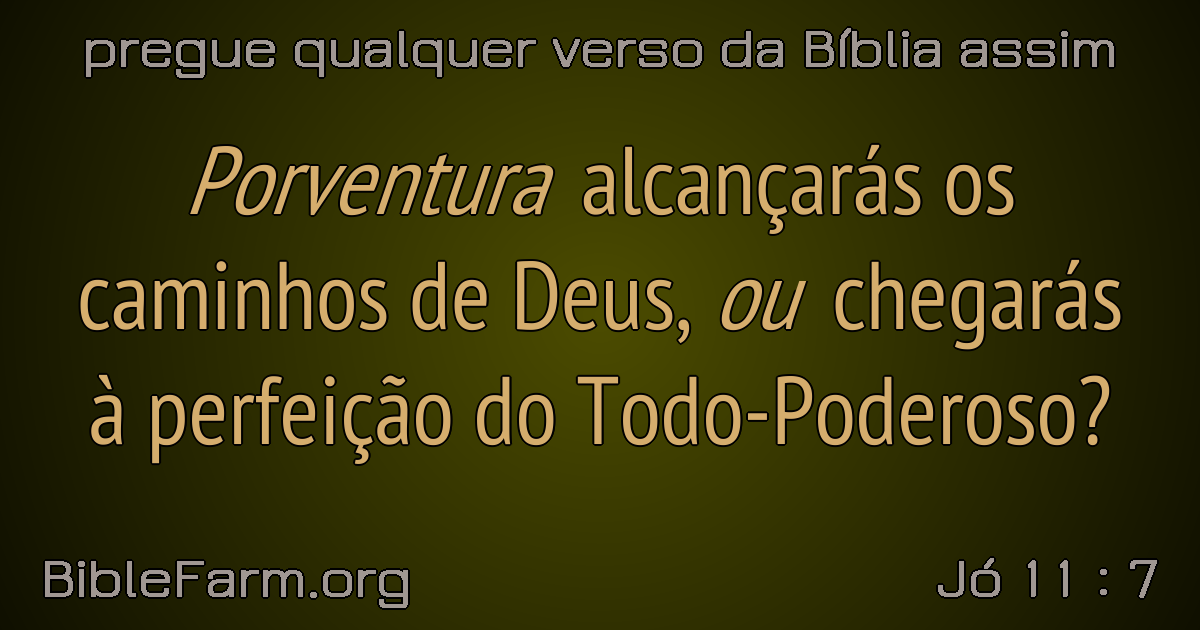 pregue qualquer verso da Bíblia assim
Porventura alcançarás os
caminhos de Deus, ou chegarás
à perfeição do Todo-Poderoso?
BibleFarm.org
Jó 11 : 7